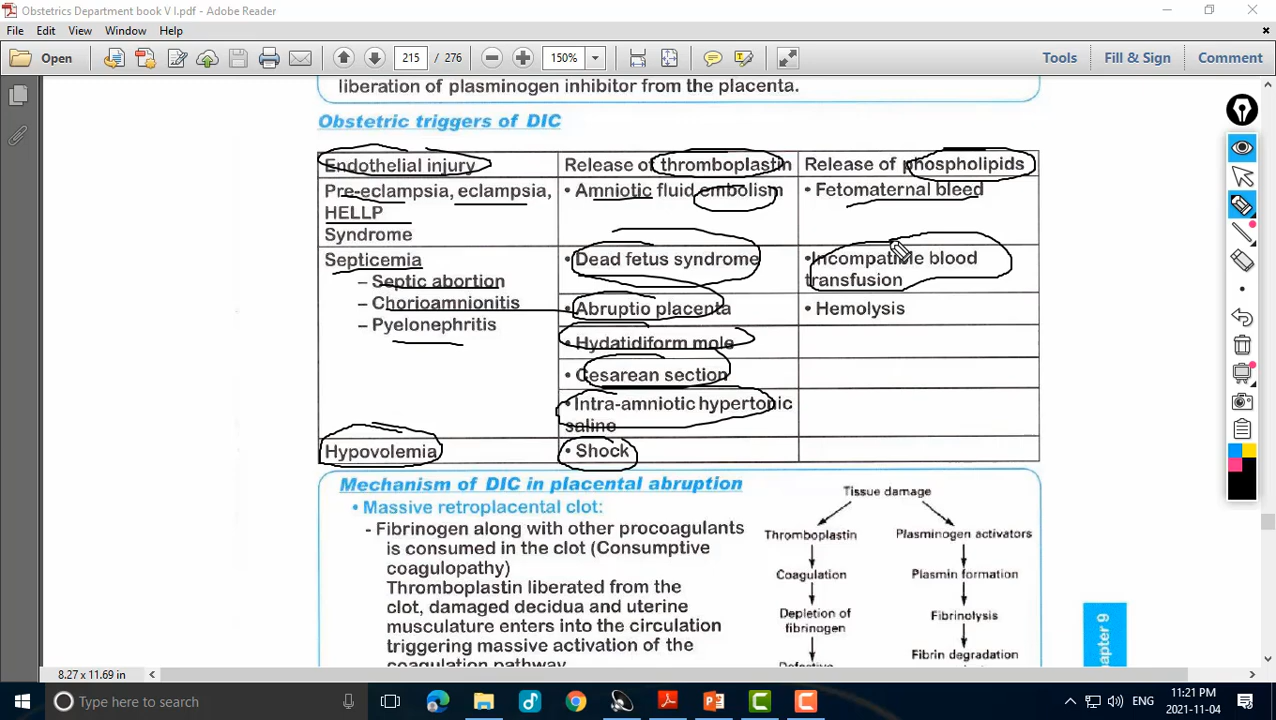 Obstetrics Department book V I.pdf - Adobe Reader
File Edit View Window Help
Open 215 / 276 150% Tools Fill & Sign Comment
liberation of plasminogen inhibitor from the placenta.
Obstetric triggers of DIC
Endothelial injury Release of thromboplastin Release of phospholipids
Pre-eclampsia, eclampsia, • Amniotic fluid embolism • Fetomaternal bleed
HELLP
Syndrome
Septicemia • Dead fetus syndrome •Incompatible blood
– Septic abortion transfusion
– Chorioamnionitis • Abruptio placenta • Hemolysis
– Pyelonephritis
• Hydatidiform mole
• Cesarean section
• Intra-amniotic hypertonic
saline
Hypovolemia • Shock
Mechanism of DIC in placental abruption
• Massive retroplacental clot:
- Fibrinogen along with other procoagulants
is consumed in the clot (Consumptive
coagulopathy)
Thromboplastin liberated from the
clot, damaged decidua and uterine
musculature enters into the circulation
triggering massive activation of the
coagulation pathway
Tissue damage
Thromboplastin Plasminogen activators
Coagulation Plasmin formation
Depletion of Fibrinolysis
fibrinogen
Fibrin degradation
Defective
hapter 9
8.27 x 11.69 in
Type here to search
ENG
11:21 PM
2021-11-04